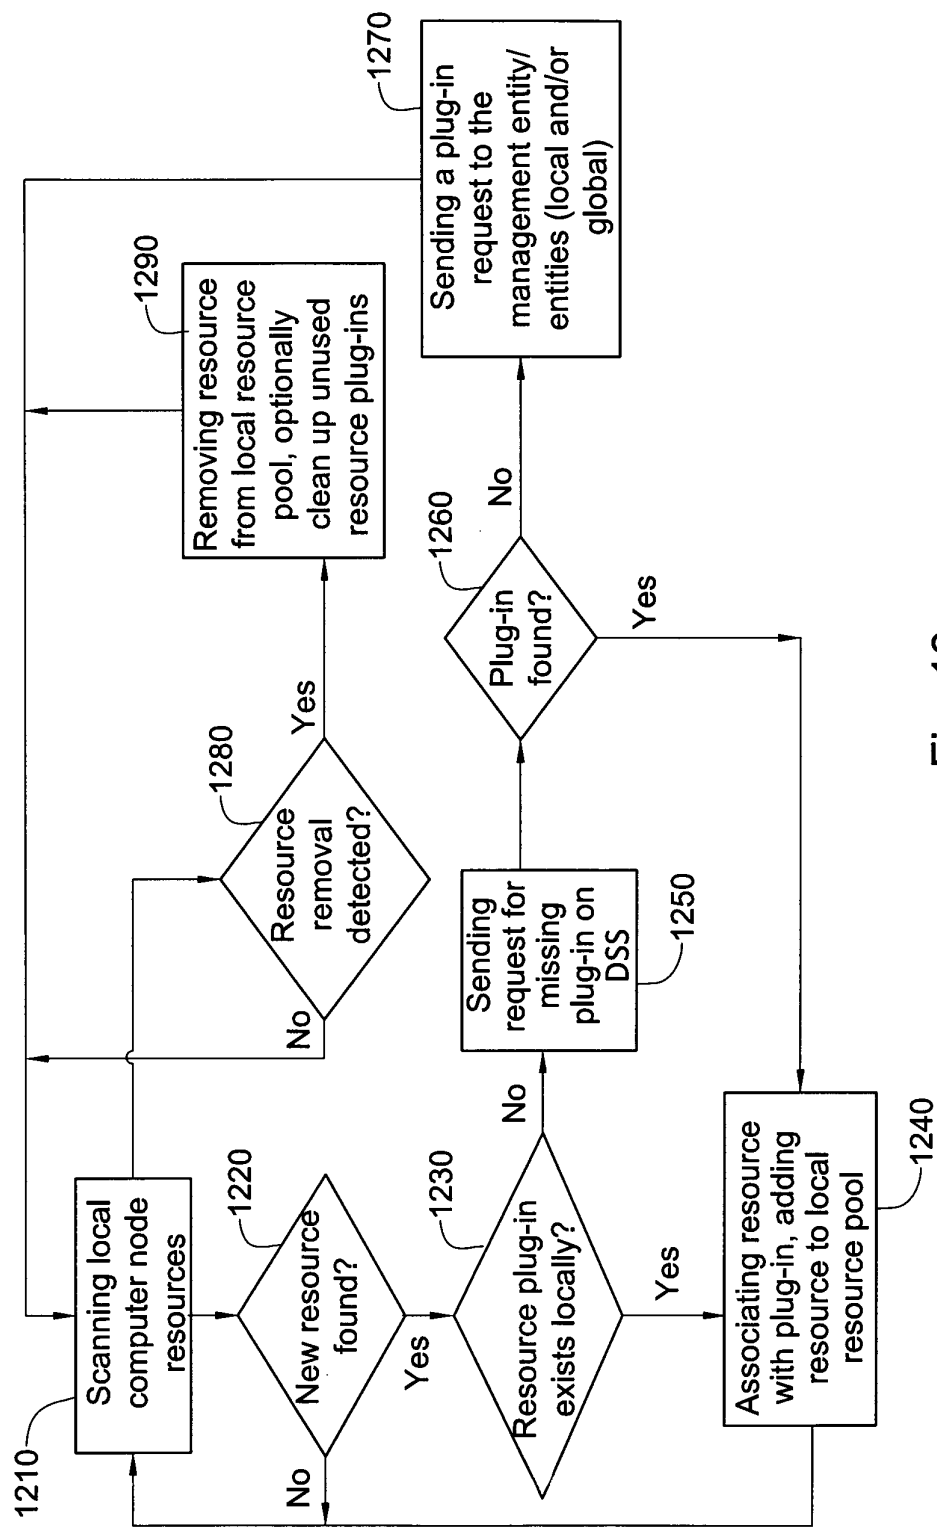 1210
Scanning local
computer node
resources
1220
New resource
found?
No
Yes
1230
Resource plug-in
exists locally?
Yes
No
1240
Associating resource
with plug-in, adding
resource to local
resource pool
Sending
request for
missing
plug-in on
DSS
1250
1260
Plug-in
found?
Yes
No
1270
Sending a plug-in
request to the
management entity/
entities (local and/or
global)
1280
Resource
removal
detected?
No
Yes
1290
Removing resource
from local resource
pool, optionally
clean up unused
resource plug-ins